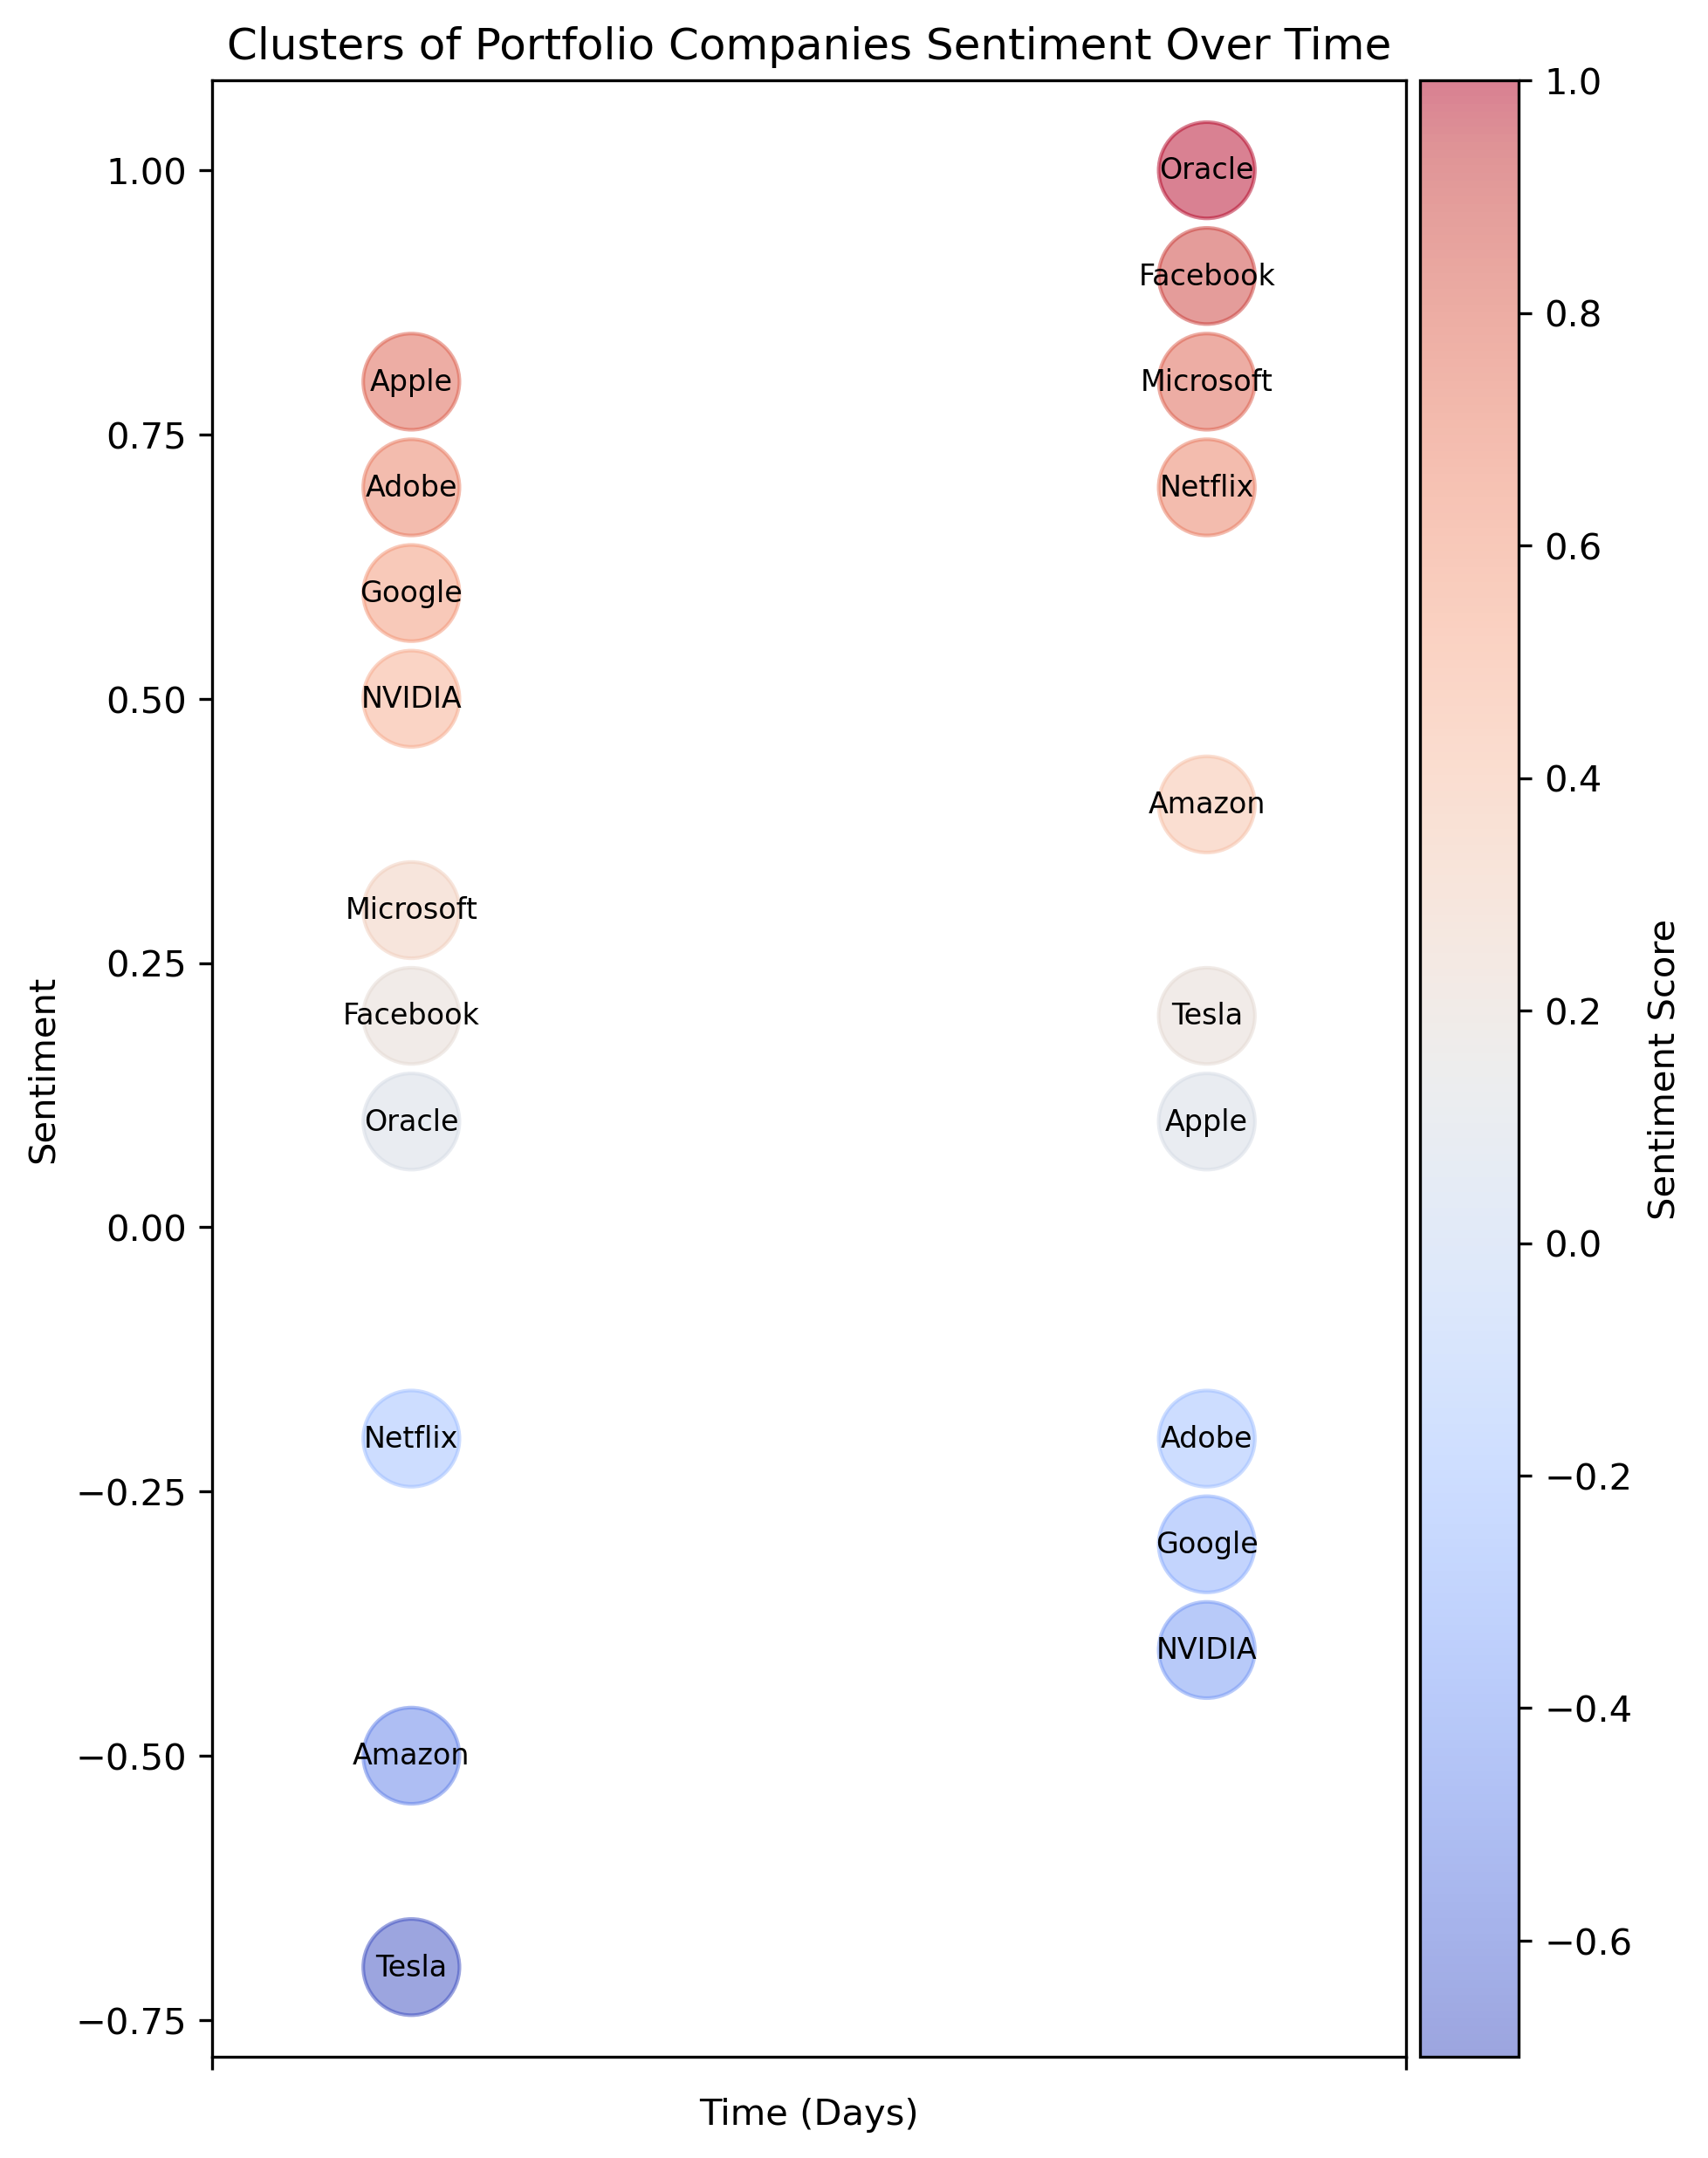 Clusters of Portfolio Companies Sentiment Over Time
Sentiment
1.00
0.75
0.50
0.25
0.00
−0.25
−0.50
−0.75
Apple
Adobe
Google
NVIDIA
Microsoft
Facebook
Oracle
Netflix
Amazon
Tesla
Oracle
Facebook
Microsoft
Netflix
Amazon
Tesla
Apple
Adobe
Google
NVIDIA
Time (Days)
1.0
0.8
0.6
0.4
0.2
0.0
−0.2
−0.4
−0.6
Sentiment Score